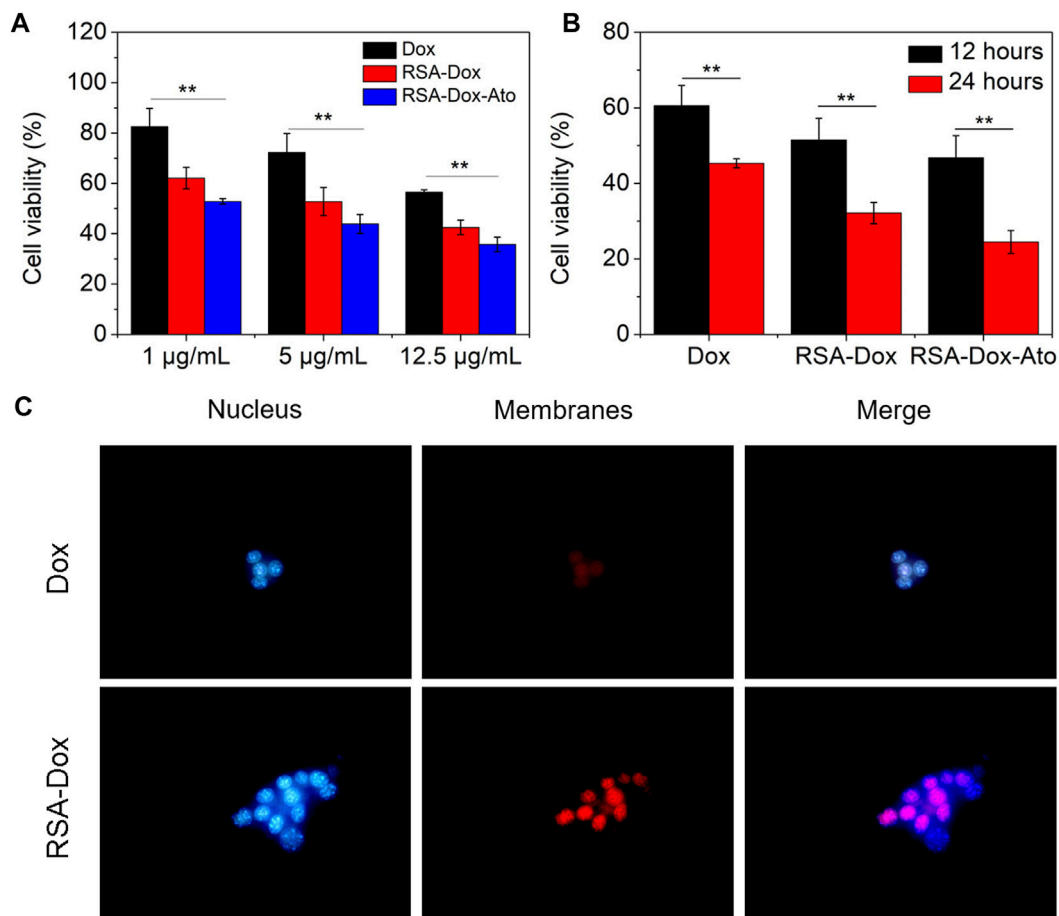 A
Cell viability (%)
120
100
80
60
40
20
0
Dox
RSA-Dox
RSA-Dox-Ato
**
**
**
1 µg/mL
5 µg/mL
12.5 µg/mL
B
Cell viability (%)
80
60
40
20
0
12 hours
24 hours
**
**
**
Dox
RSA-Dox
RSA-Dox-Ato
C
Nucleus
Membranes
Merge
Dox
RSA-Dox